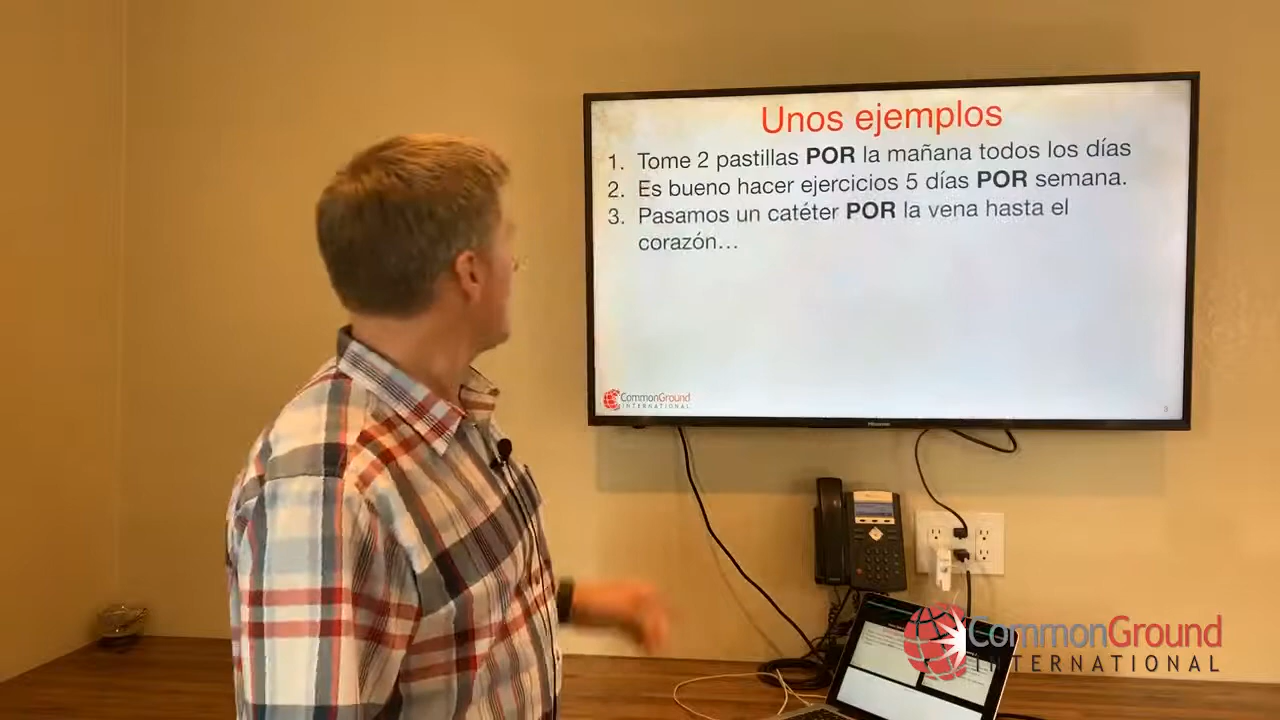 Unos ejemplos
1. Tome 2 pastillas POR la mañana todos los días
2. Es bueno hacer ejercicios 5 días POR semana.
3. Pasamos un catéter POR la vena hasta el
corazón…
CommonGround
INTERNATIONAL
Hisense
CommonGround
INTERNATIONAL